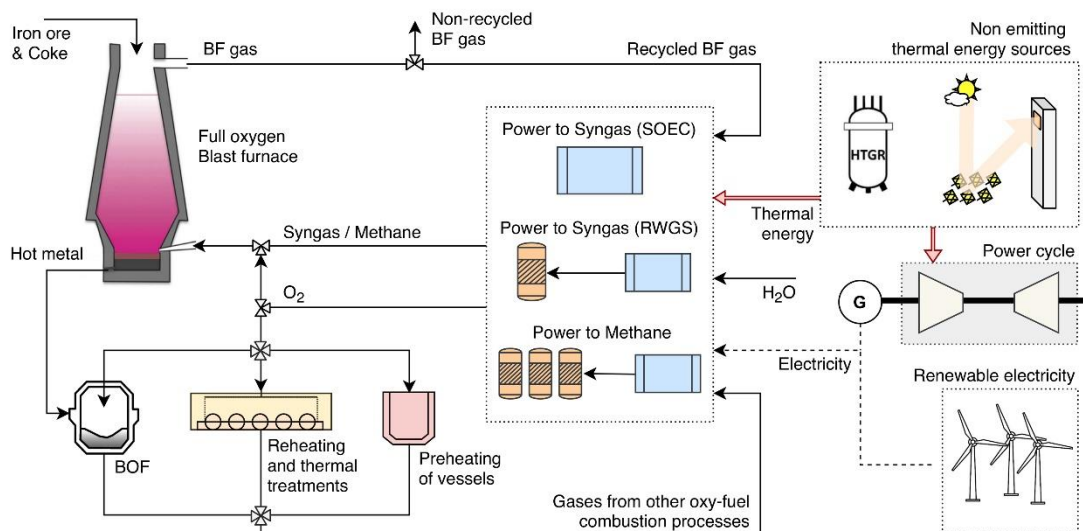 Iron ore
& Coke
BF gas
Non-recycled
BF gas
Recycled BF gas
Non emitting
thermal energy sources
Full oxygen
Blast furnace
Power to Syngas (SOEC)
HTGR
Thermal
energy
Hot metal
Syngas / Methane
Power to Syngas (RWGS)
Power cycle
O₂
H₂O
G
Power to Methane
Electricity
Renewable electricity
BOF
Reheating
and thermal
treatments
Preheating
of vessels
Gases from other oxy-fuel
combustion processes